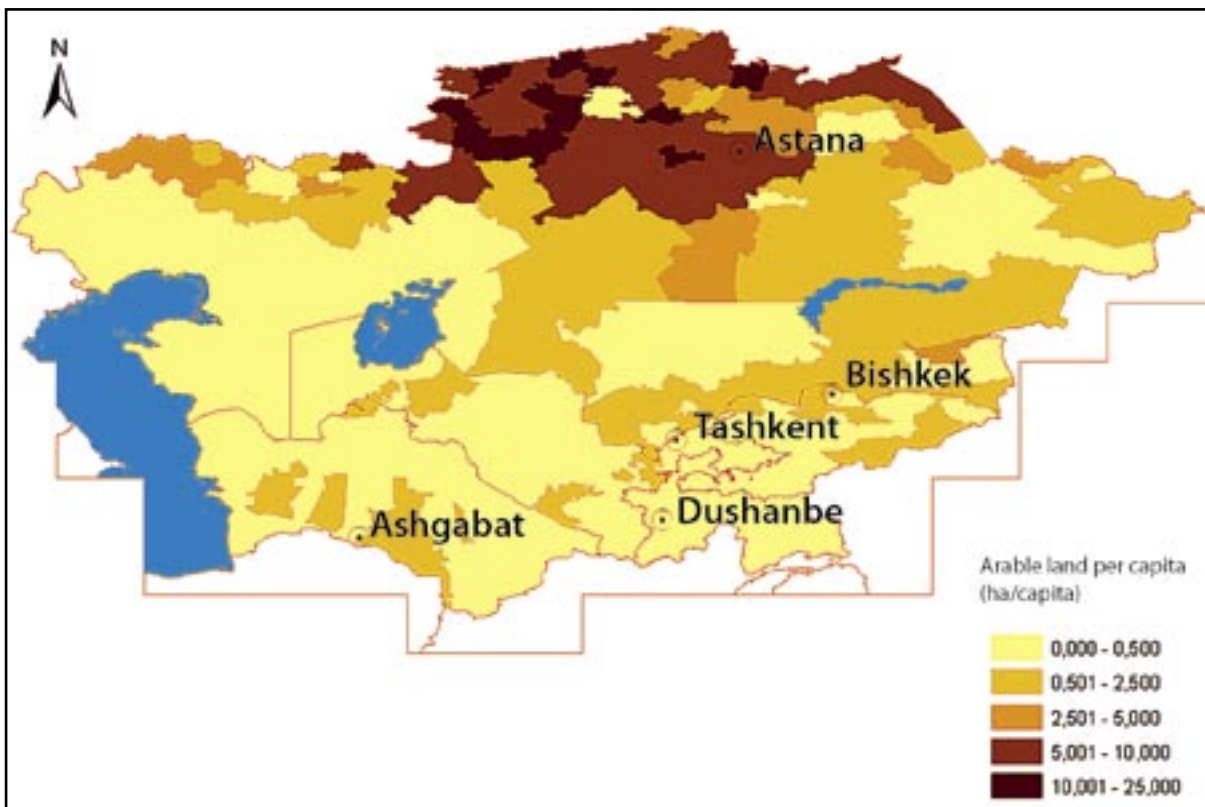 N
Astana
Bishkek
Tashkent
Ashgabat
Dushanbe
Arable land per capita
(ha/capita)
0,000 - 0,500
0,501 - 2,500
2,501 - 5,000
5,001 - 10,000
10,001 - 25,000